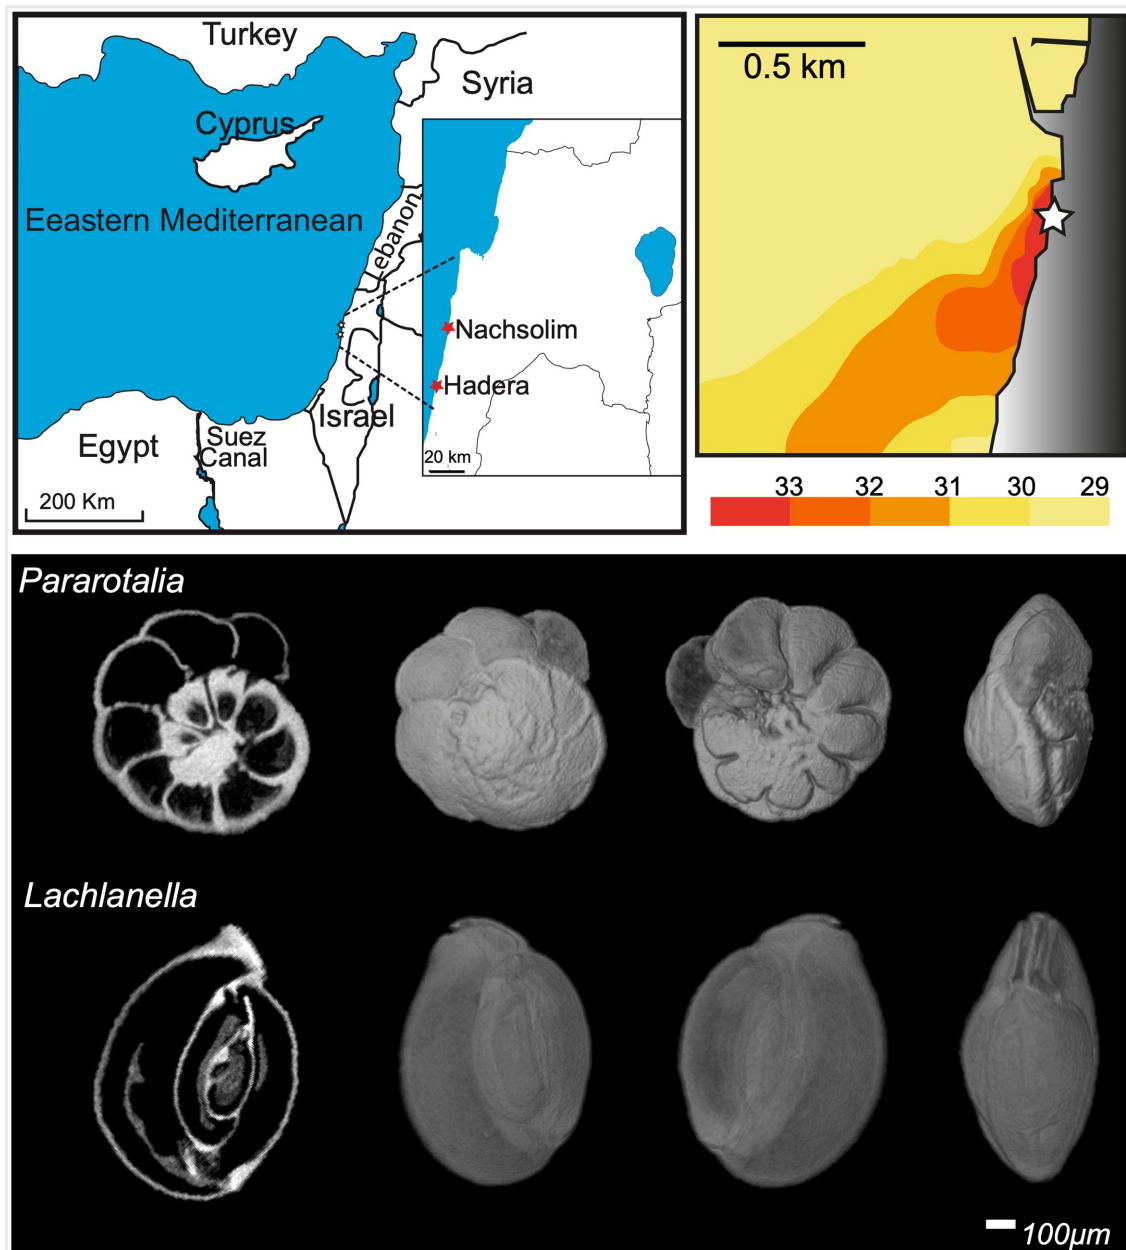 Turkey
Syria
Cyprus
Eeastern Mediterranean
Lebanon
Nachsolim
Hadera
Israel
Egypt
Suez
Canal
20 km
200 Km
0.5 km
33 32 31 30 29
Pararotalia
Lachlanella
100µm